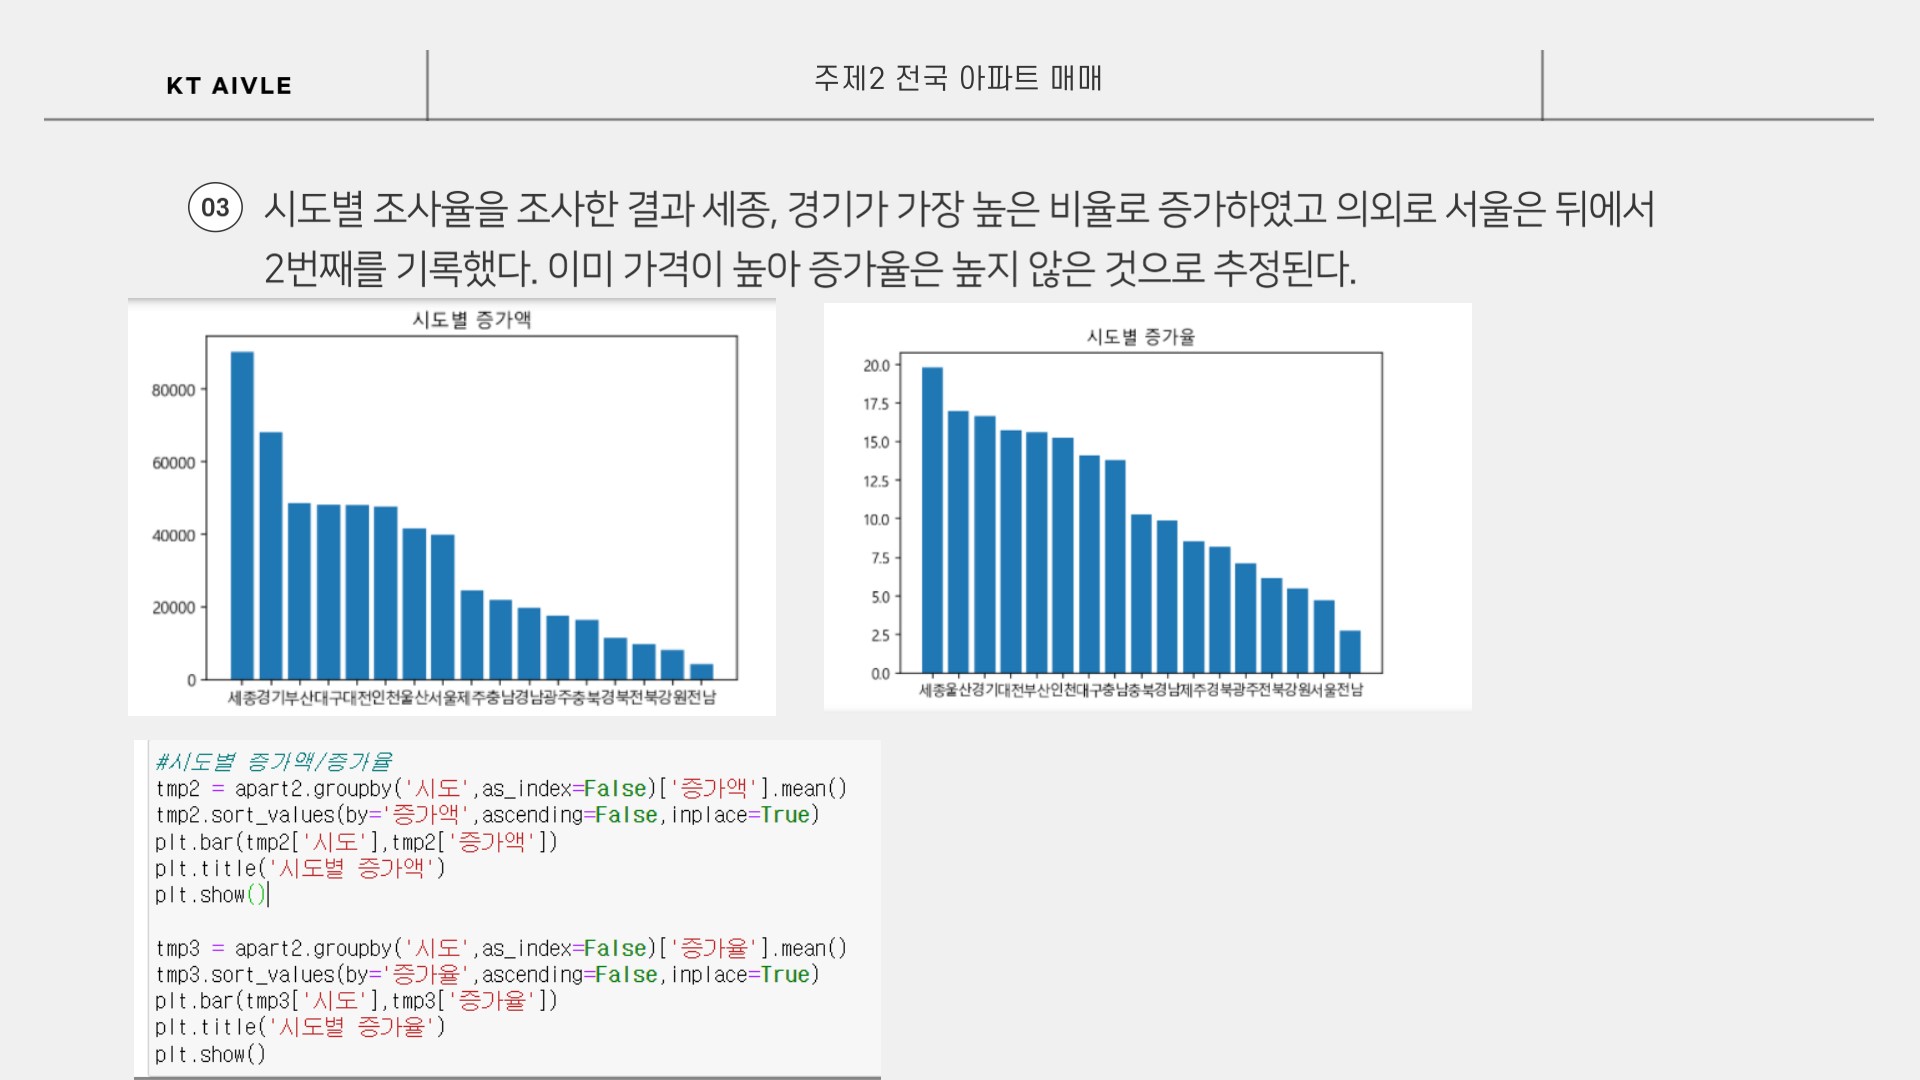 KT AIVLE
주제2 전국 아파트 매매
03 시도별 조사율을 조사한 결과 세종, 경기가 가장 높은 비율로 증가하였고 의외로 서울은 뒤에서
2번째를 기록했다. 이미 가격이 높아 증가율은 높지 않은 것으로 추정된다.
시도별 증가액
80000
60000
40000
20000
0
세종경기부산대구대전인천울산서울제주충남경남광주충북경북전북강원전남
시도별 증가율
20.0
17.5
15.0
12.5
10.0
7.5
5.0
2.5
0.0
세종울산경기대전부산인천대구충남충북경남제주경북광주전북강원서울전남
#시도별 증가액/증가율
tmp2 = apart2.groupby('시도',as_index=False)['증가액'].mean()
tmp2.sort_values(by='증가액',ascending=False,inplace=True)
plt.bar(tmp2['시도'],tmp2['증가액'])
plt.title('시도별 증가액')
plt.show()
tmp3 = apart2.groupby('시도',as_index=False)['증가율'].mean()
tmp3.sort_values(by='증가율',ascending=False,inplace=True)
plt.bar(tmp3['시도'],tmp3['증가율'])
plt.title('시도별 증가율')
plt.show()